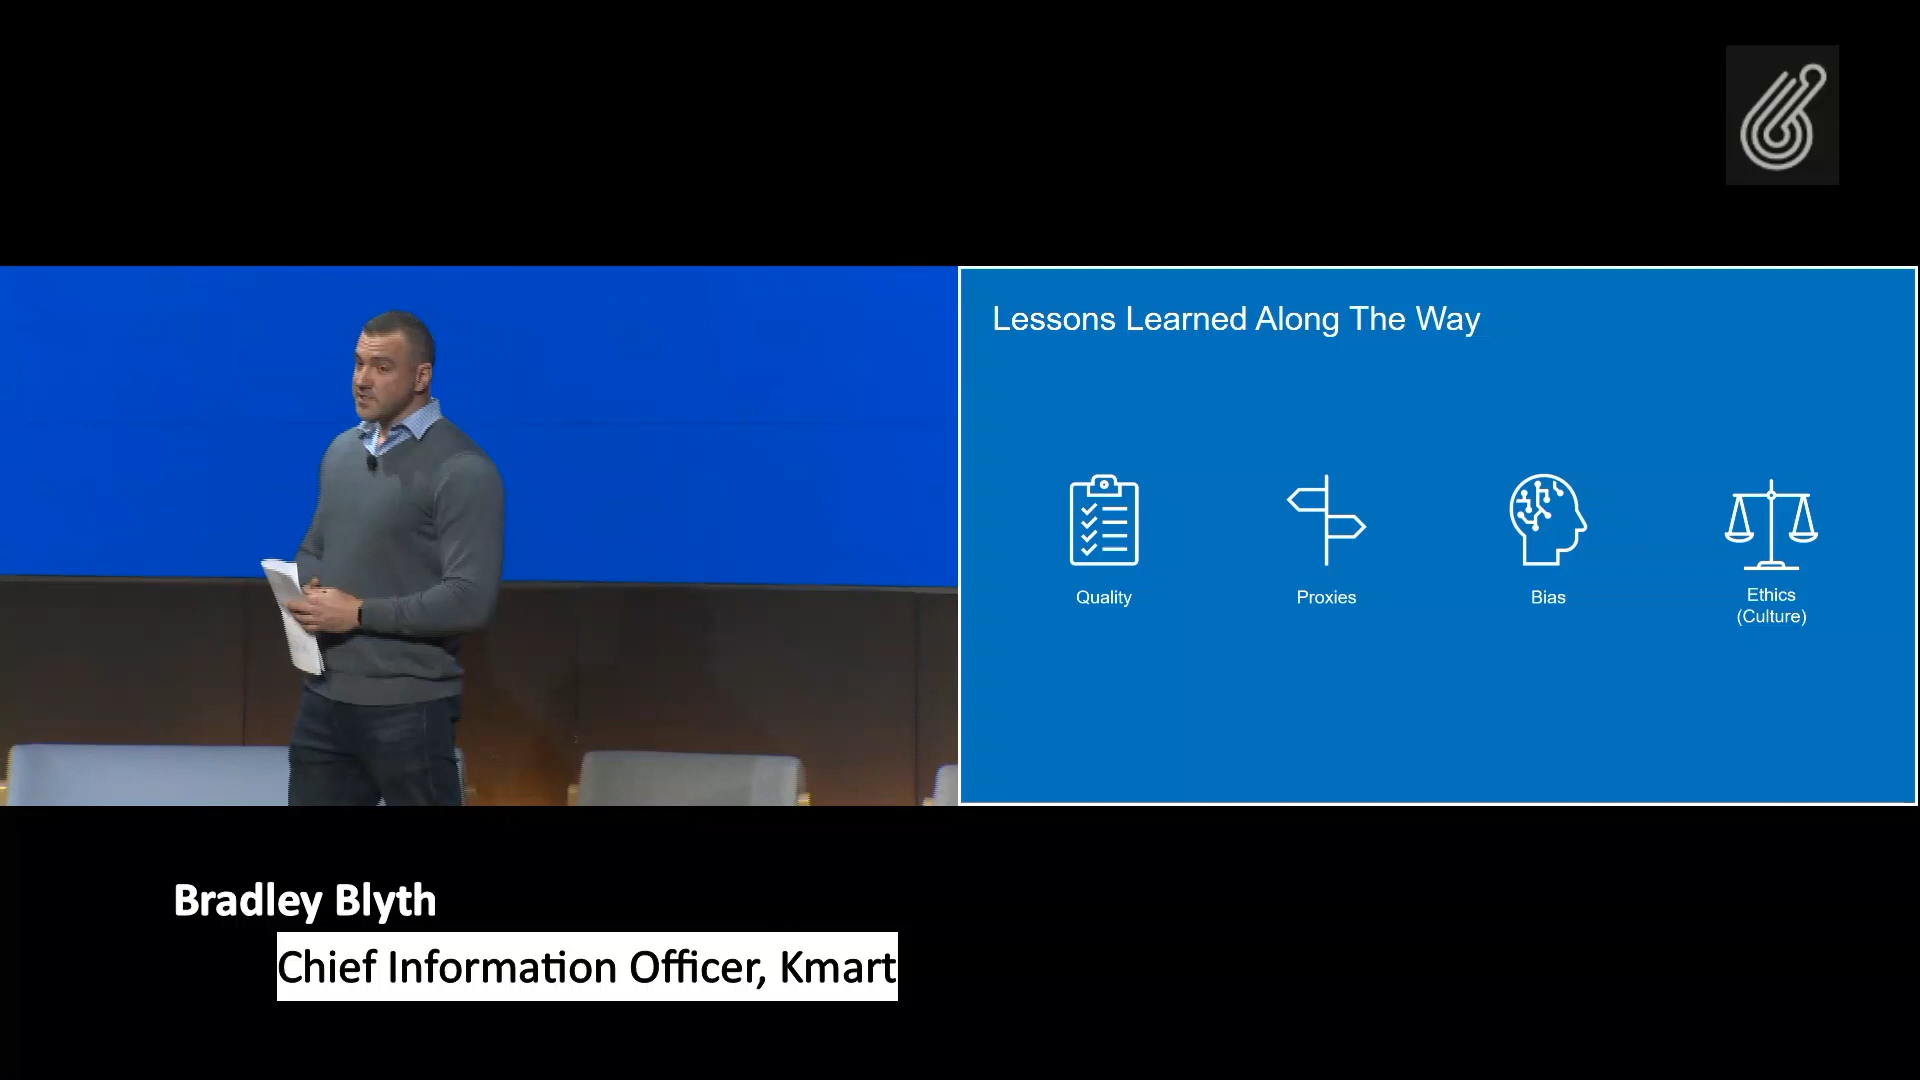 Lessons Learned Along The Way
Quality
Proxies
Bias
Ethics
(Culture)
Bradley Blyth
Chief Information Officer, Kmart